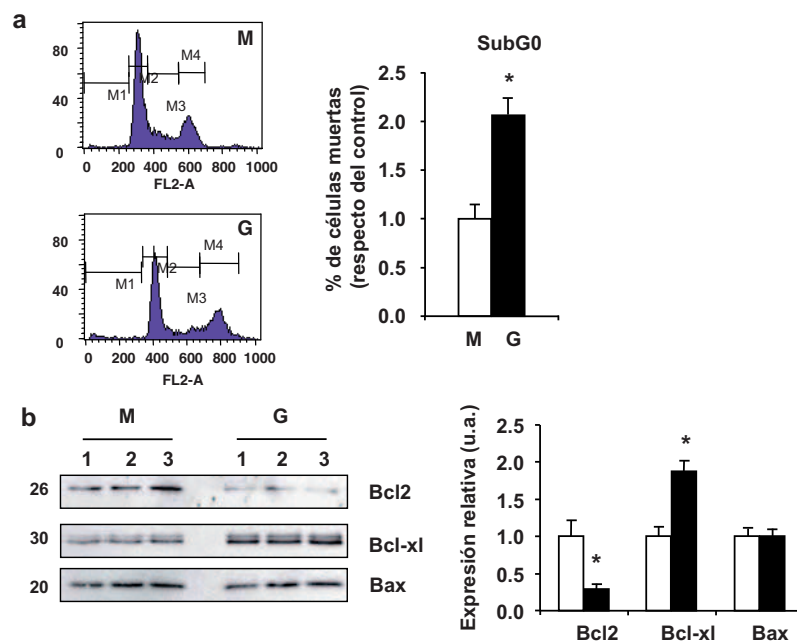 a
M
80
40
0
M1
M2
M3
M4
0 200 400 600 800 1000
FL2-A
G
80
60
40
20
0
M1
M2
M3
M4
0 200 400 600 800 1000
FL2-A
SubG0
% de células muertas
(respecto del control)
2.5
2.0
1.5
1.0
0.5
0.0
*
M G
b
M G
1 2 3 1 2 3
26 Bcl2
30 Bcl-xl
20 Bax
Expresión relativa (u.a.)
2.5
2.0
1.5
1.0
0.5
0.0
*
*
Bcl2 Bcl-xl Bax